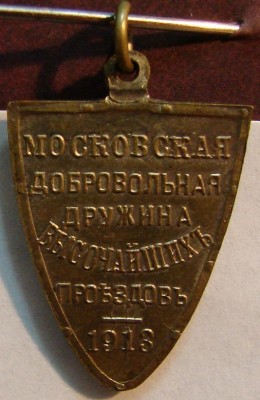 МОСКОВСКАЯ
ДОБРОВОЛЬНАЯ
ДРУЖИНА
ВЫСОЧАЙШИХЪ
ПРОѢЗДОВЪ
1913